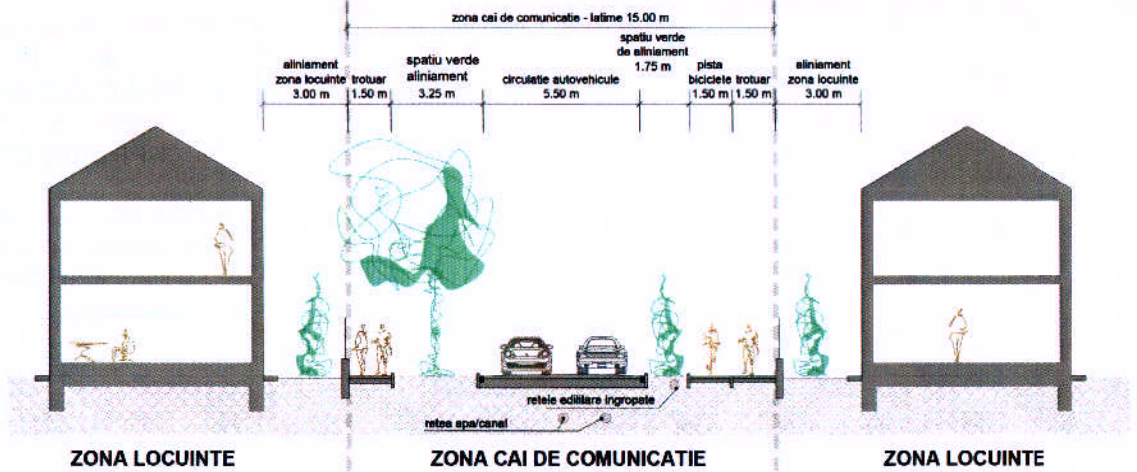 zona cai de comunicatie - latime 15.00 m
aliniament
zona locuinte
3.00 m
trotuar
1.50 m
spatiu verde
aliniament
3.25 m
circulatie autovehicule
5.50 m
spatiu verde
de aliniament
1.75 m
pista
biciclete
1.50 m
trotuar
1.50 m
aliniament
zona locuinte
3.00 m
retele edilitare ingropate
retea apa/canal
ZONA LOCUINTE
ZONA CAI DE COMUNICATIE
ZONA LOCUINTE